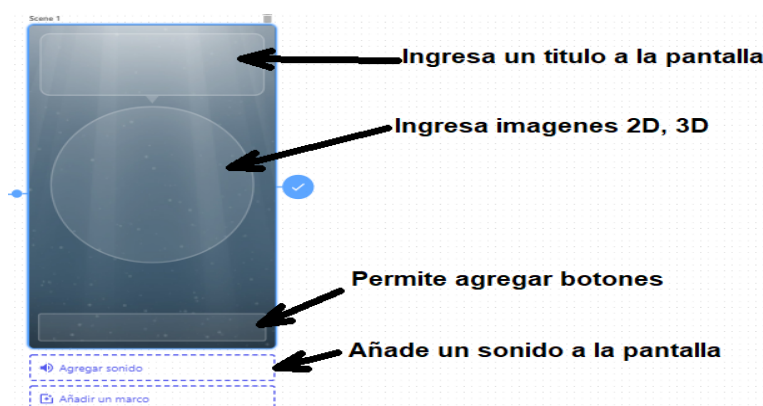 Scene 1
Ingresa un titulo a la pantalla
Ingresa imagenes 2D, 3D
Permite agregar botones
Añade un sonido a la pantalla
Agregar sonido
Añadir un marco